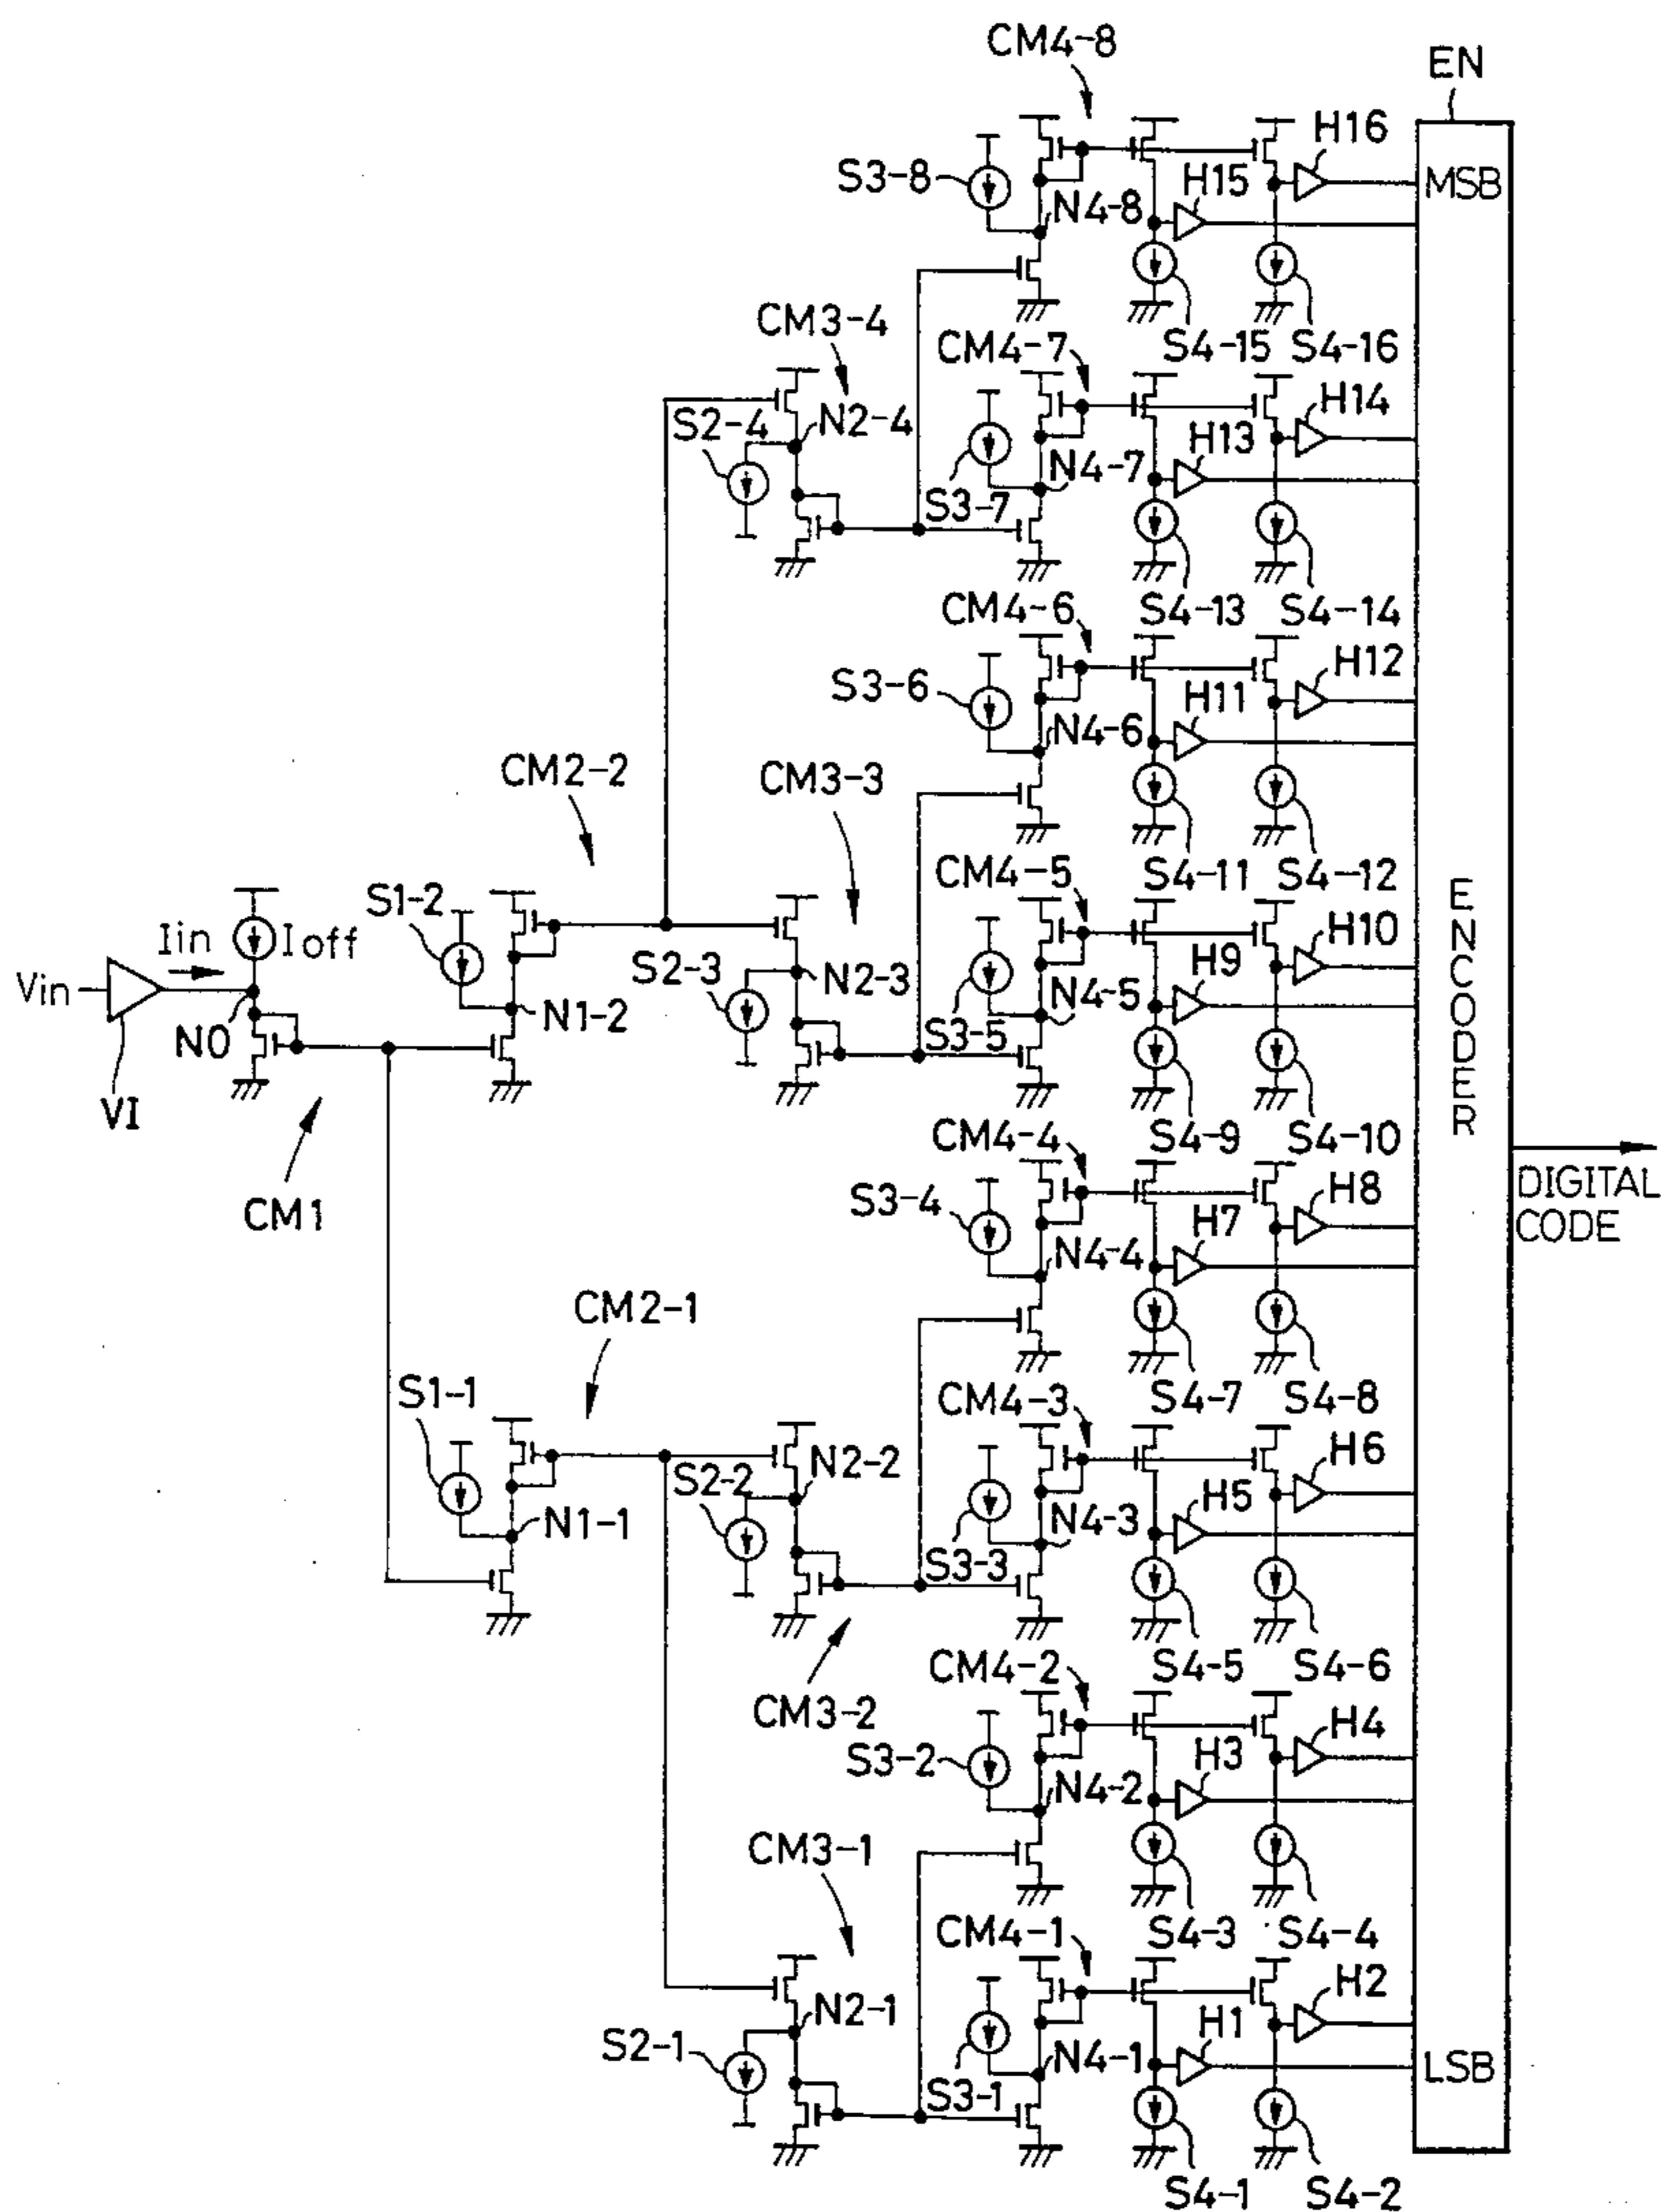 CM4-8
EN
H16
S3-8
H15
MSB
N4-8
CM3-4
CM4-7
S4-15
S4-16
S2-4
N2-4
H14
H13
N4-7
S3-7
CM4-6
S4-13
S4-14
H12
S3-6
H11
N4-6
CM2-2
CM3-3
S1-2
CM4-5
S4-11
S4-12
ENCODER
Iin
Ioff
H10
S2-3
N2-3
H9
Vin
N1-2
N4-5
N0
S3-5
VI
CM4-4
S4-9
S4-10
CM1
S3-4
H8
DIGITAL
CODE
H7
N4-4
CM2-1
S1-1
CM4-3
S4-7
S4-8
S2-2
N2-2
H6
H5
N1-1
N4-3
S3-3
CM4-2
S4-5
S4-6
CM3-2
H4
S3-2
H3
N4-2
CM3-1
CM4-1
S4-3
S4-4
H2
N2-1
H1
S2-1
N4-1
LSB
S3-1
S4-1
S4-2